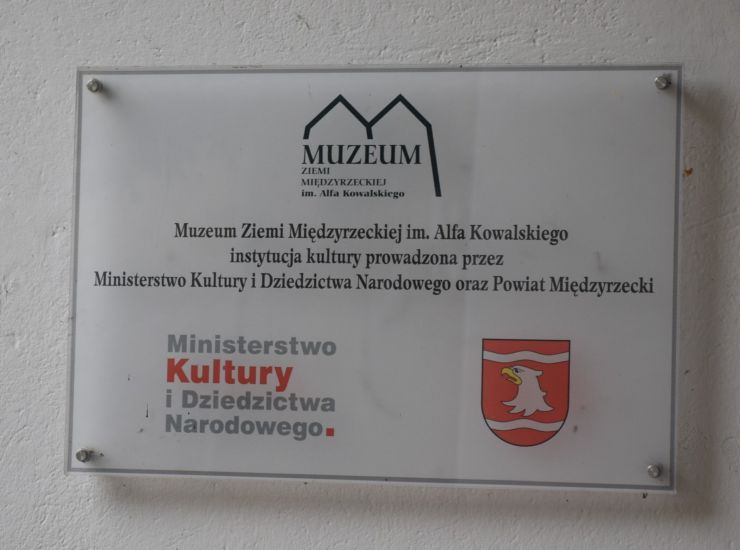 MUZEUM
ZIEMI
MIĘDZYRZECKIEJ
im. Alfa Kowalskiego
Muzeum Ziemi Międzyrzeckiej im. Alfa Kowalskiego
instytucja kultury prowadzona przez
Ministerstwo Kultury i Dziedzictwa Narodowego oraz Powiat Międzyrzecki
Ministerstwo
Kultury
i Dziedzictwa
Narodowego.